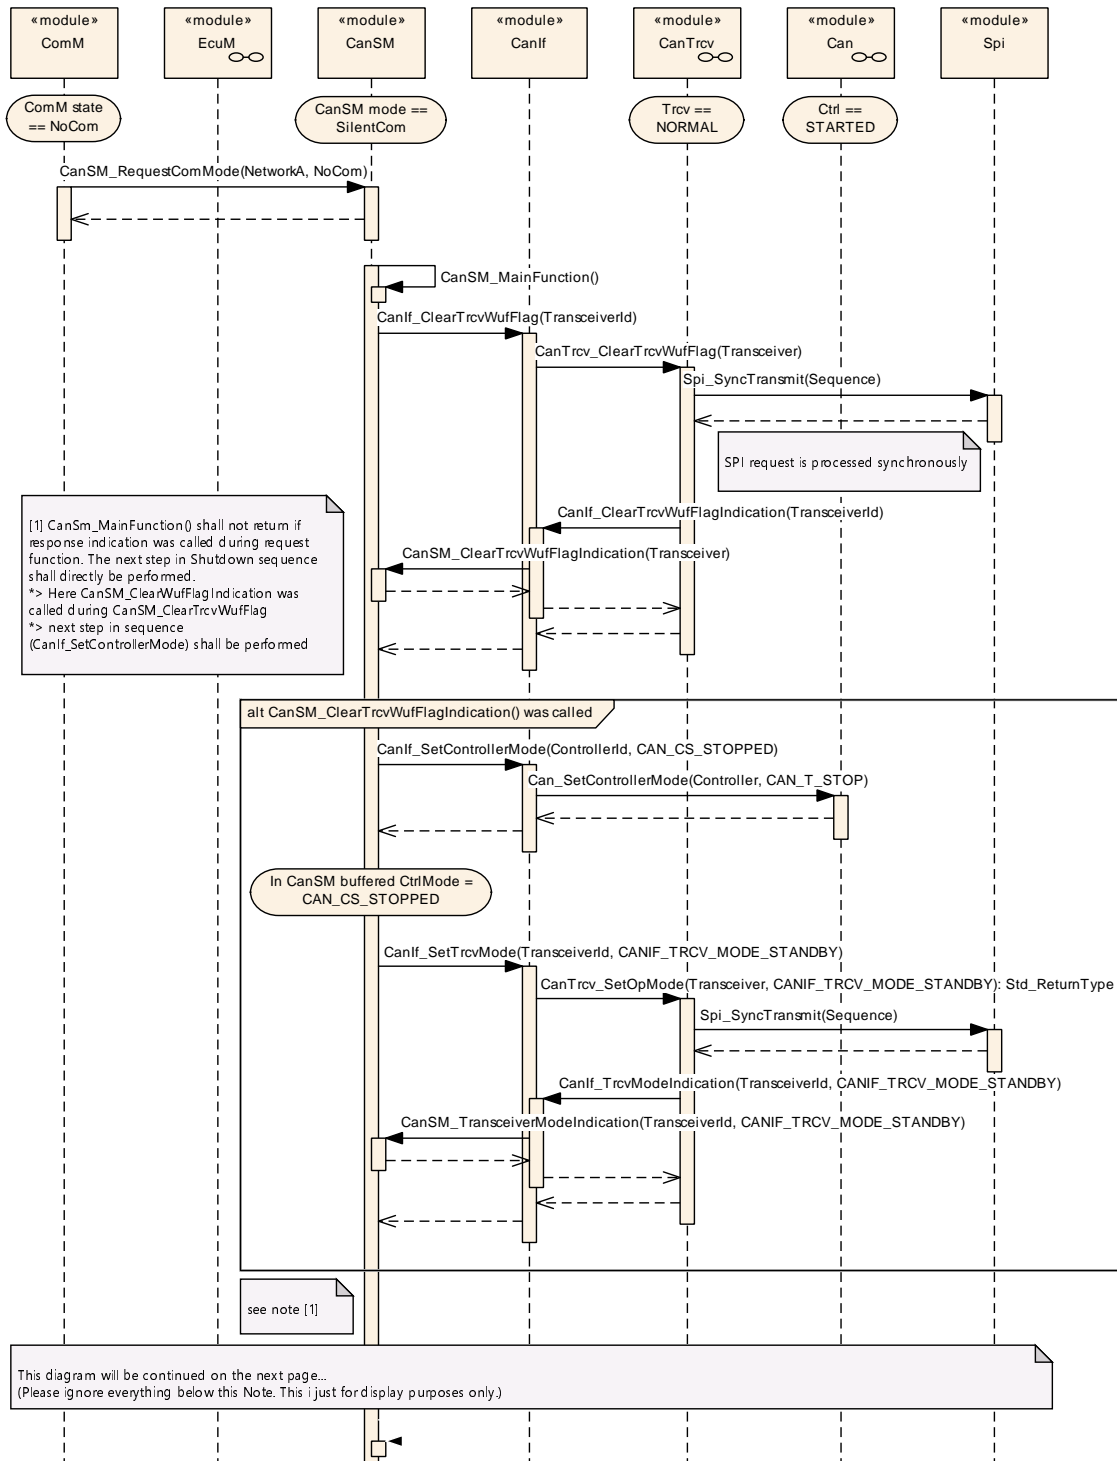 «module»
ComM
«module»
EcuM
«module»
CanSM
«module»
CanIf
«module»
CanTrcv
«module»
Can
«module»
Spi
ComM state
== NoCom
CanSM mode ==
SilentCom
Trcv ==
NORMAL
Ctrl ==
STARTED
CanSM_RequestComMode(NetworkA, NoCom)
CanSM_MainFunction()
CanIf_ClearTrcvWufFlag(TransceiverId)
CanTrcv_ClearTrcvWufFlag(Transceiver)
Spi_SyncTransmit(Sequence)
SPI request is processed synchronously
[1] CanSm_MainFunction() shall not return if
response indication was called during request
function. The next step in Shutdown sequence
shall directly be performed.
*> Here CanSM_ClearWufFlagIndication was
called during CanSM_ClearTrcvWufFlag
*> next step in sequence
(CanIf_SetControllerMode) shall be performed
CanIf_ClearTrcvWufFlagIndication(TransceiverId)
CanSM_ClearTrcvWufFlagIndication(Transceiver)
alt CanSM_ClearTrcvWufFlagIndication() was called
CanIf_SetControllerMode(ControllerId, CAN_CS_STOPPED)
Can_SetControllerMode(Controller, CAN_T_STOP)
In CanSM buffered CtrlMode =
CAN_CS_STOPPED
CanIf_SetTrcvMode(TransceiverId, CANIF_TRCV_MODE_STANDBY)
CanTrcv_SetOpMode(Transceiver, CANIF_TRCV_MODE_STANDBY): Std_ReturnType
Spi_SyncTransmit(Sequence)
CanIf_TrcvModeIndication(TransceiverId, CANIF_TRCV_MODE_STANDBY)
CanSM_TransceiverModeIndication(TransceiverId, CANIF_TRCV_MODE_STANDBY)
see note [1]
This diagram will be continued on the next page...
(Please ignore everything below this Note. This i just for display purposes only.)